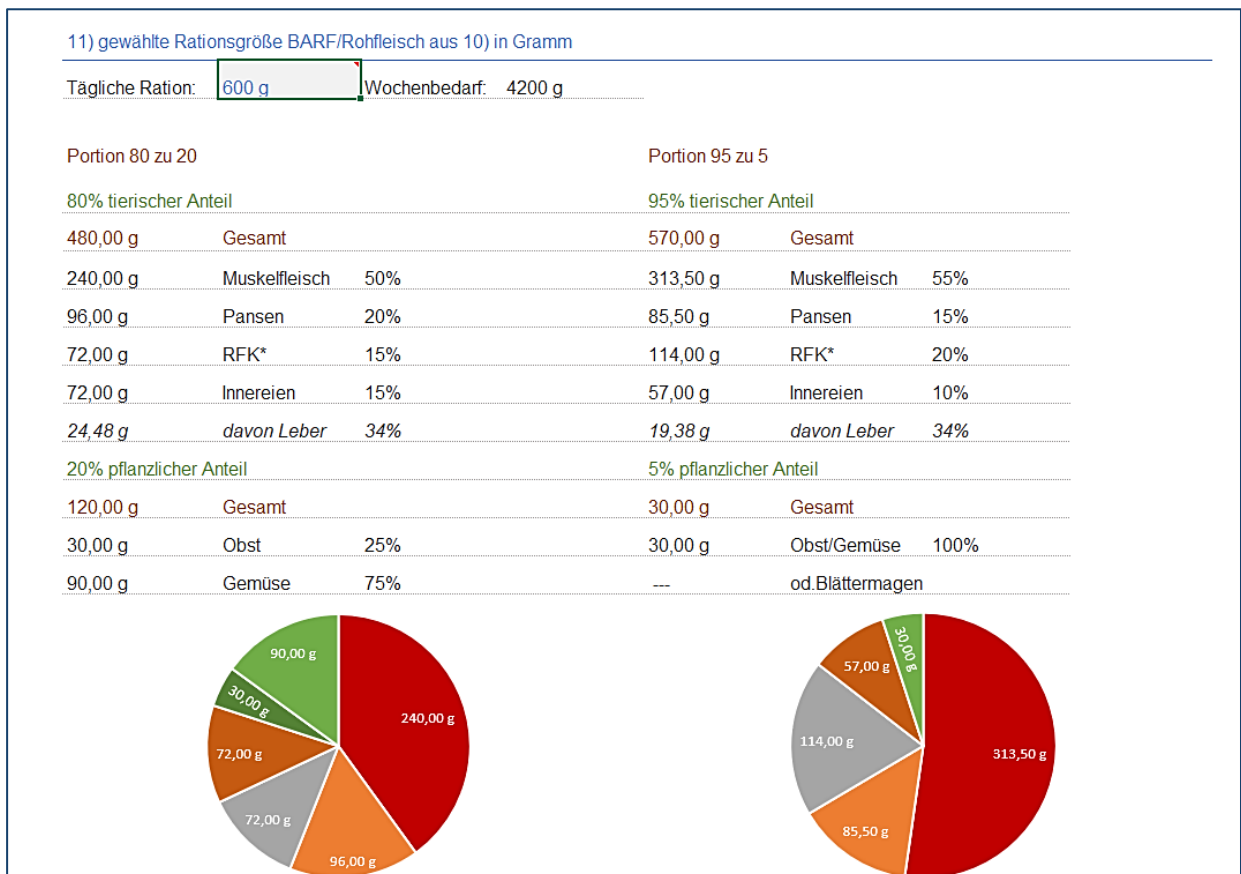 11) gewählte Rationsgröße BARF/Rohfleisch aus 10) in Gramm
Tägliche Ration: 600 g Wochenbedarf: 4200 g
Portion 80 zu 20
80% tierischer Anteil
480,00 g Gesamt
240,00 g Muskelfleisch 50%
96,00 g Pansen 20%
72,00 g RFK* 15%
72,00 g Innereien 15%
24,48 g davon Leber 34%
20% pflanzlicher Anteil
120,00 g Gesamt
30,00 g Obst 25%
90,00 g Gemüse 75%
Portion 95 zu 5
95% tierischer Anteil
570,00 g Gesamt
313,50 g Muskelfleisch 55%
85,50 g Pansen 15%
114,00 g RFK* 20%
57,00 g Innereien 10%
19,38 g davon Leber 34%
5% pflanzlicher Anteil
30,00 g Gesamt
30,00 g Obst/Gemüse 100%
--- od.Blättermagen
90,00 g
30,00 g
72,00 g
72,00 g
96,00 g
240,00 g
30,00 g
57,00 g
114,00 g
85,50 g
313,50 g